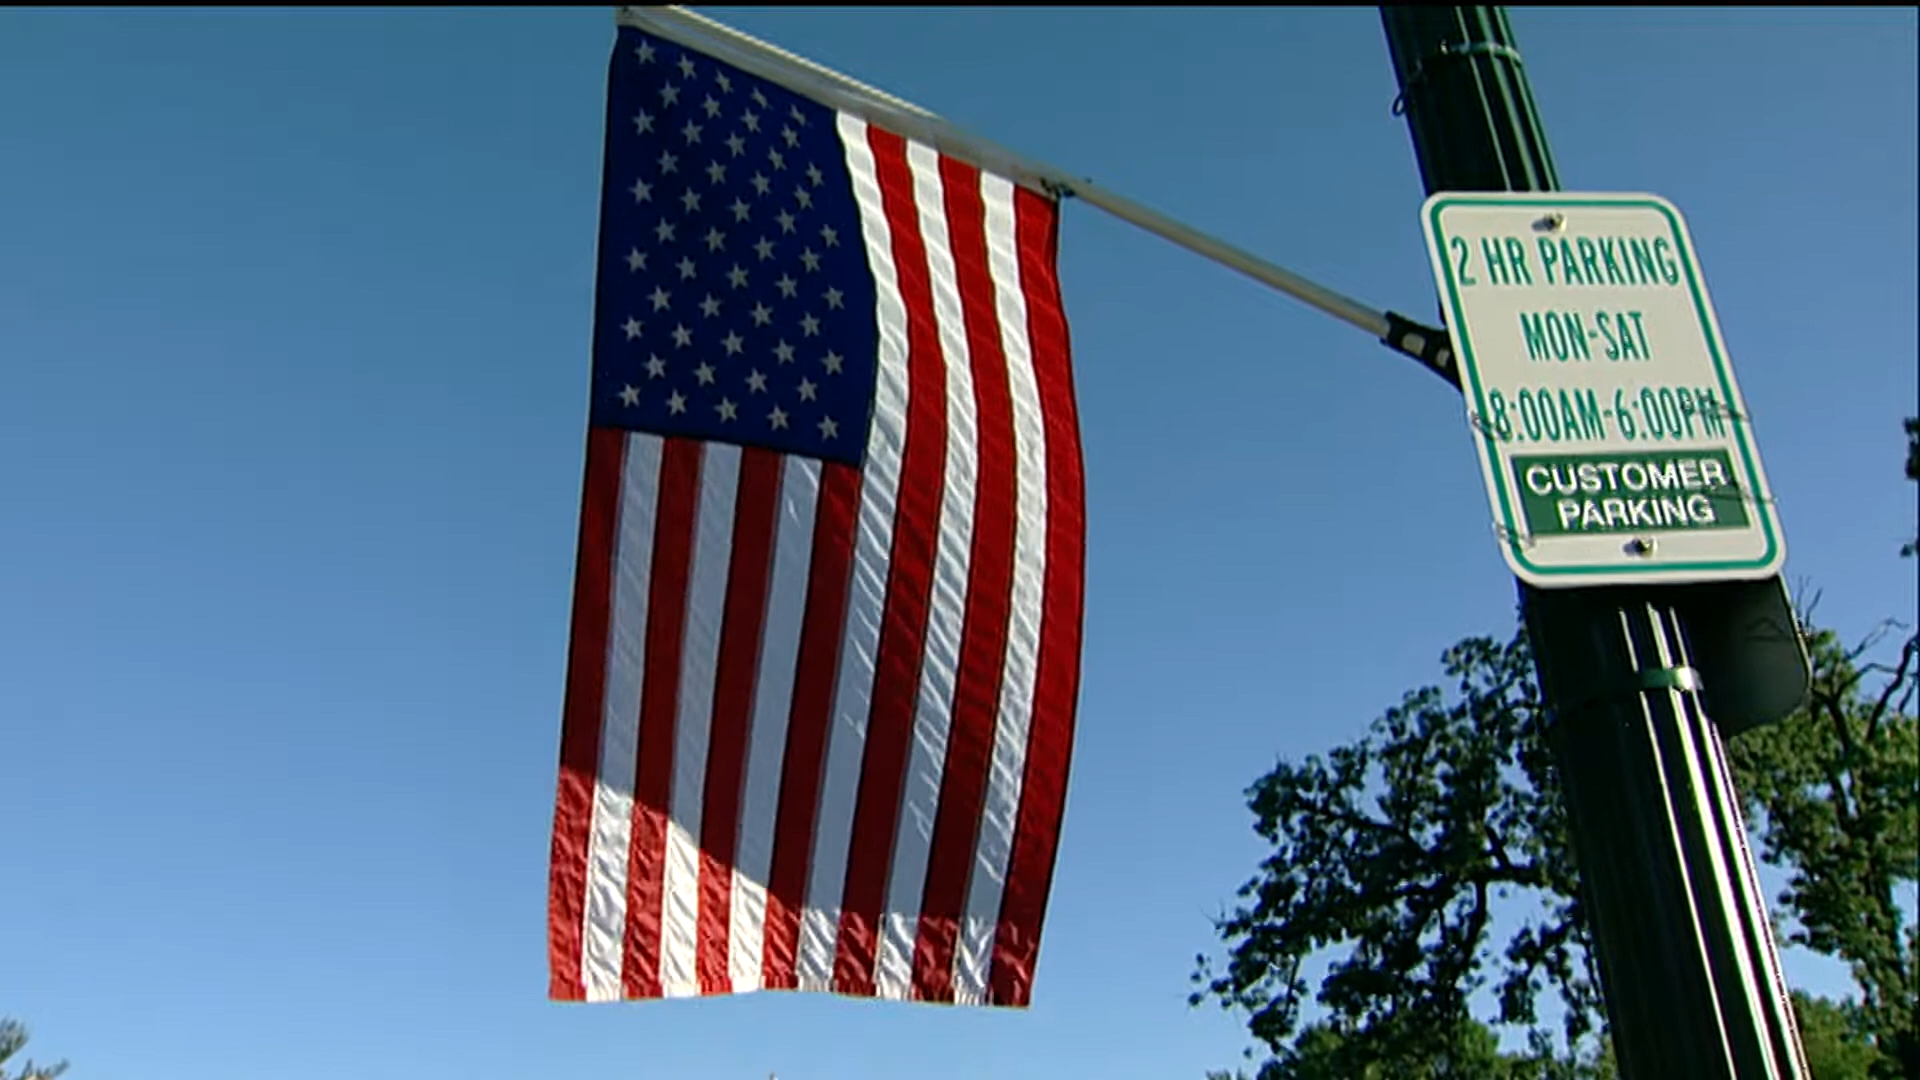 2 HR PARKING
MON-SAT
8:00AM-6:00PM
CUSTOMER
PARKING